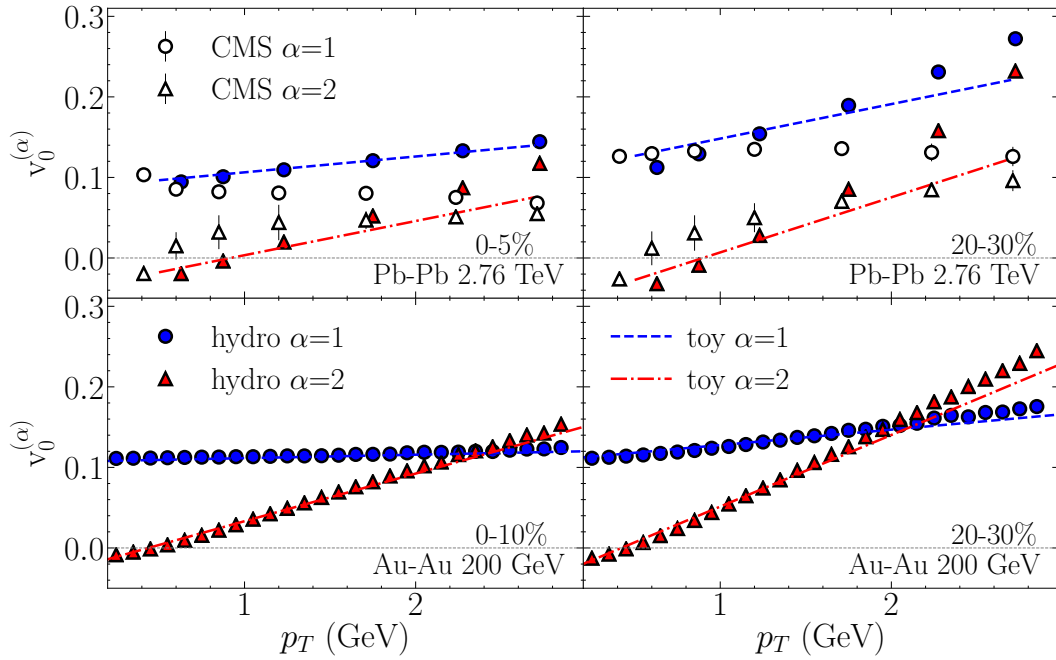 0.3
CMS α=1
CMS α=2
0.2
v₀^(α)
0.1
0.0
0-5%
Pb-Pb 2.76 TeV
20-30%
Pb-Pb 2.76 TeV
0.3
hydro α=1
hydro α=2
toy α=1
toy α=2
0.2
v₀^(α)
0.1
0.0
0-10%
Au-Au 200 GeV
20-30%
Au-Au 200 GeV
1
2
1
2
p_T (GeV)
p_T (GeV)